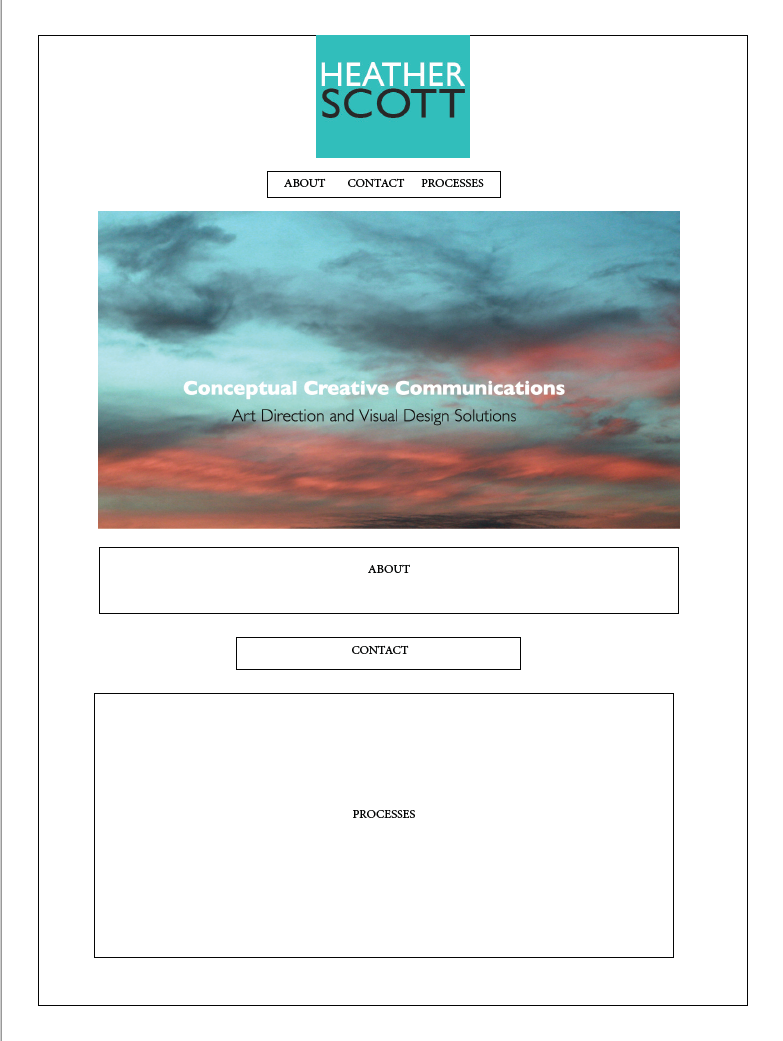 HEATHER
SCOTT
ABOUT CONTACT PROCESSES
Conceptual Creative Communications
Art Direction and Visual Design Solutions
ABOUT
CONTACT
PROCESSES